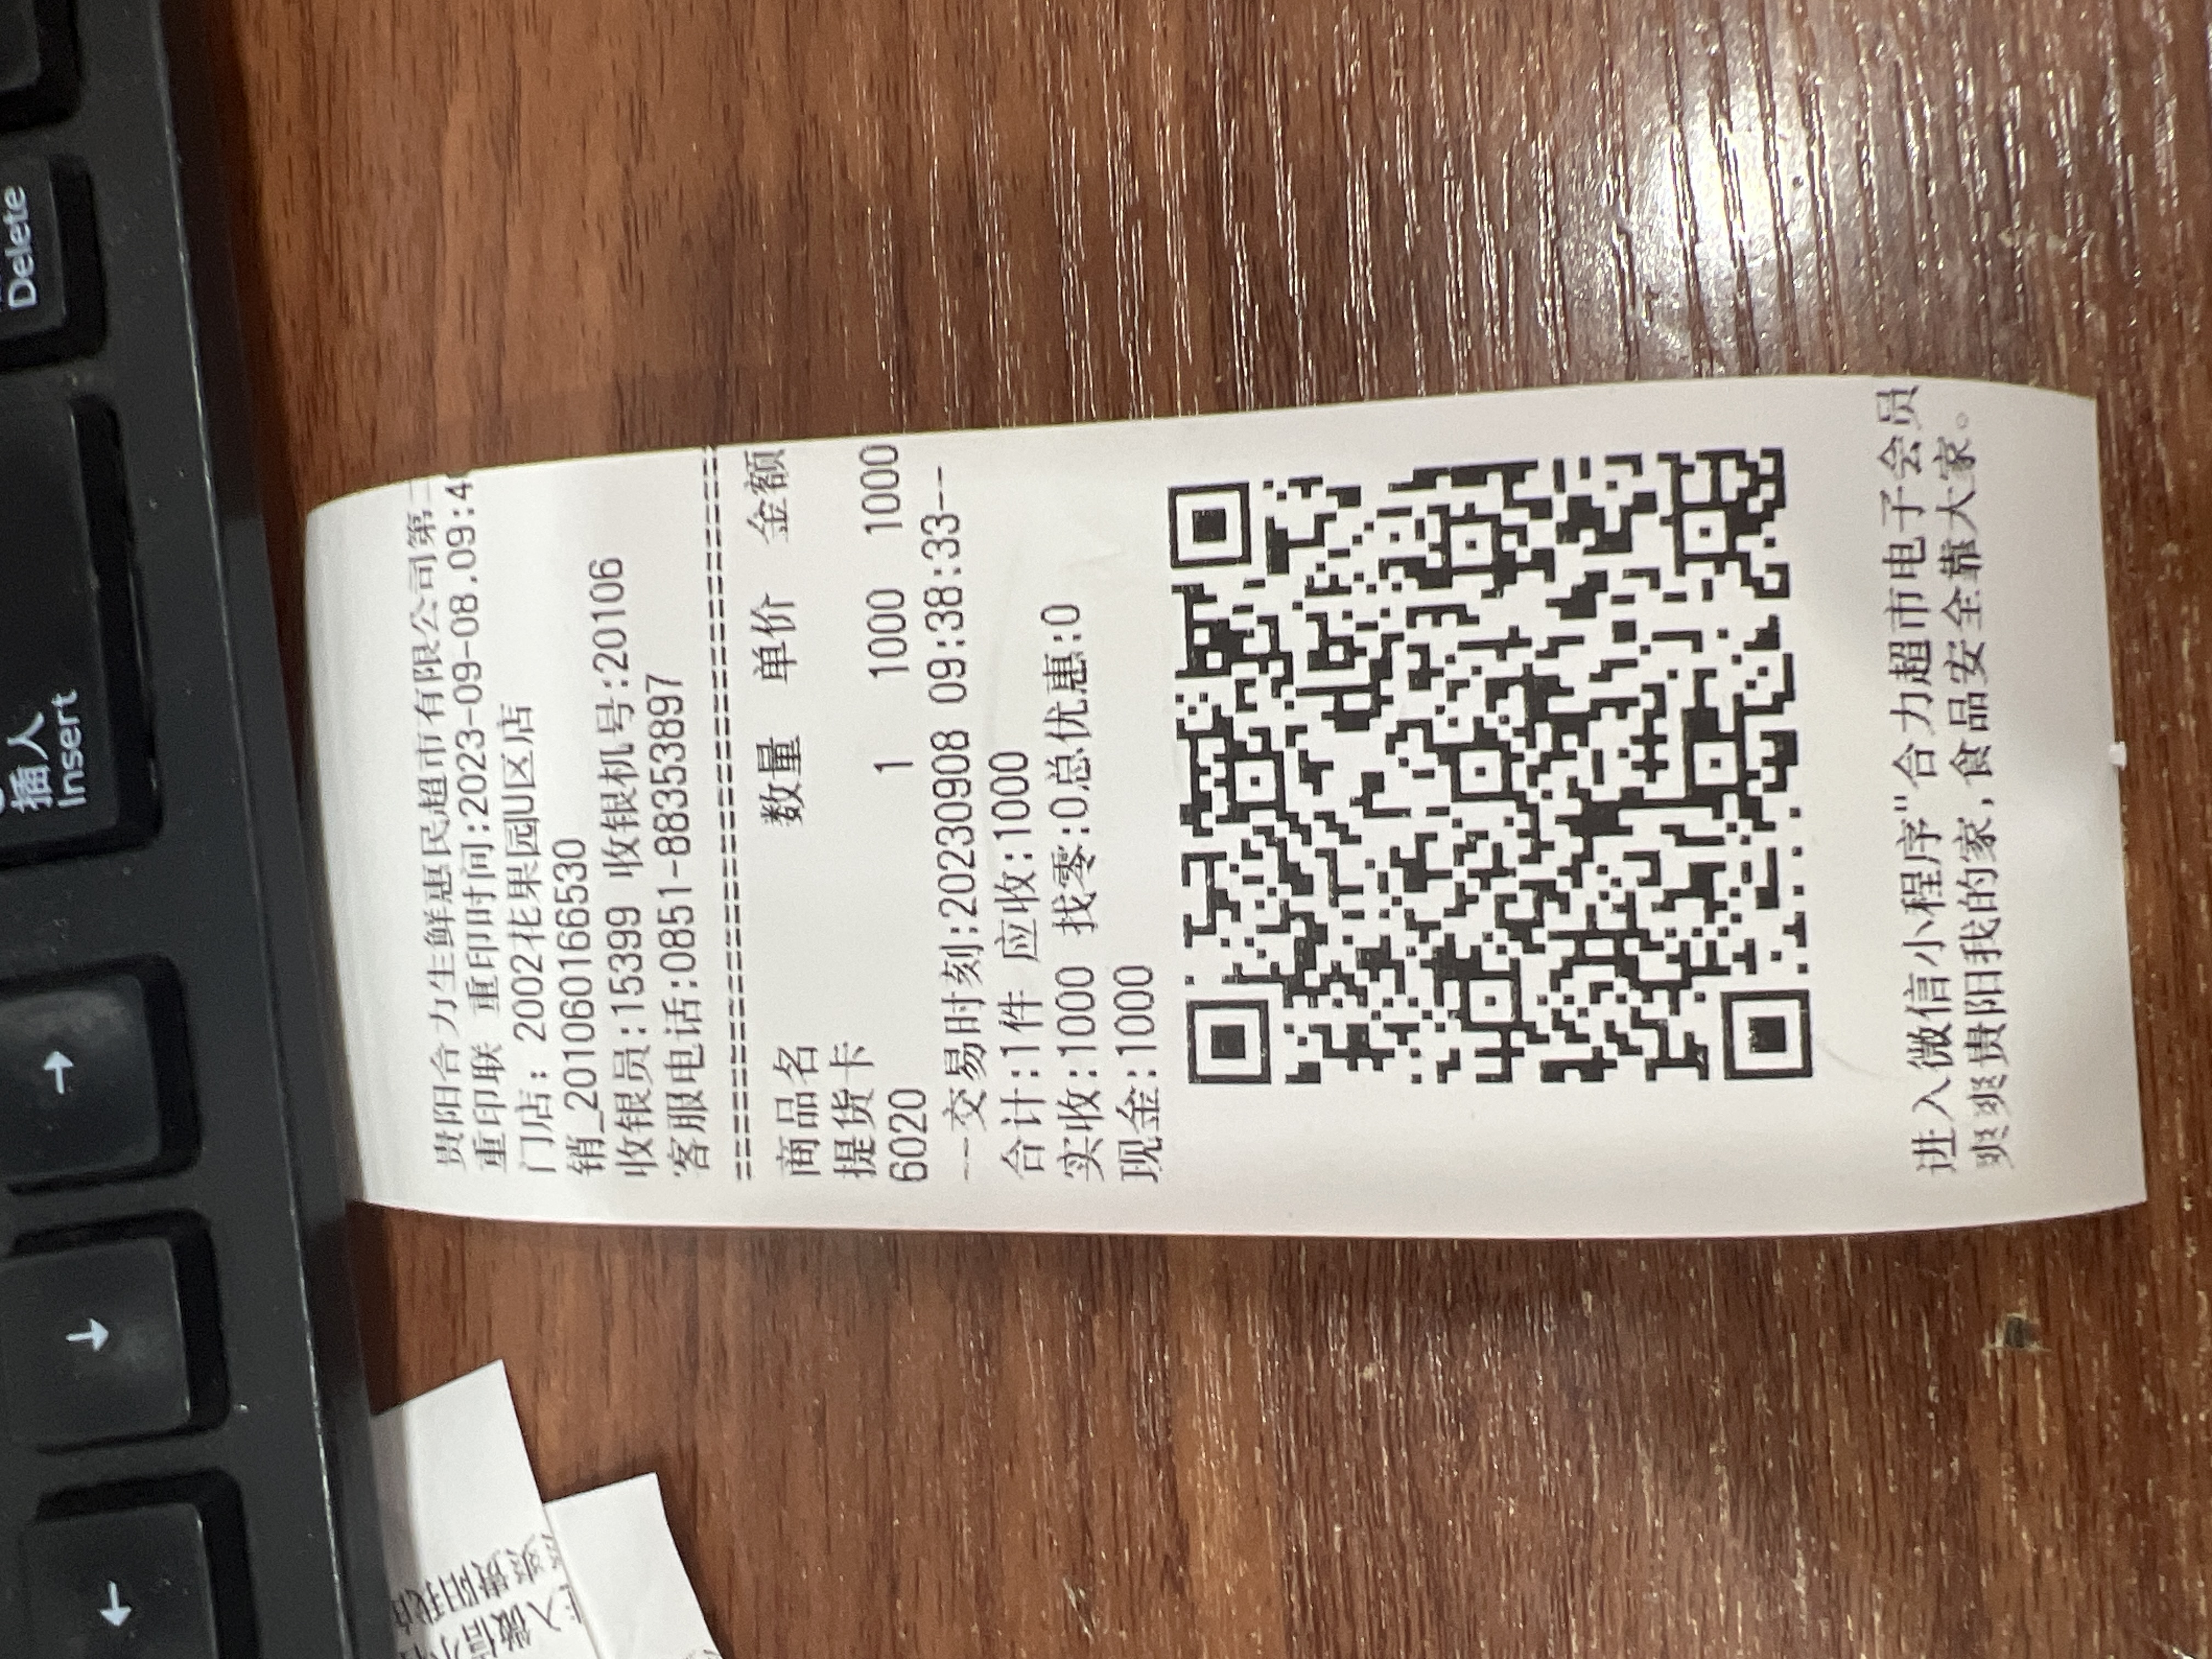 贵阳合力生鲜惠民超市有限公司第
重印联 重印时间:2023-09-08.09:4
门店: 2002花果园U区店
销_201060166530
收银员:15399 收银机号:20106
客服电话:0851-88353897
商品名 数量 单价 金额
提货卡
6020 1 1000 1000
--交易时刻:20230908 09:38:33---
合计:1件 应收:1000
实收:1000 找零:0总优惠:0
现金:1000
进入微信小程序"合力超市电子会员
爽爽贵阳我的家,食品安全靠大家。
Delete
插入
Insert
→
↓
←